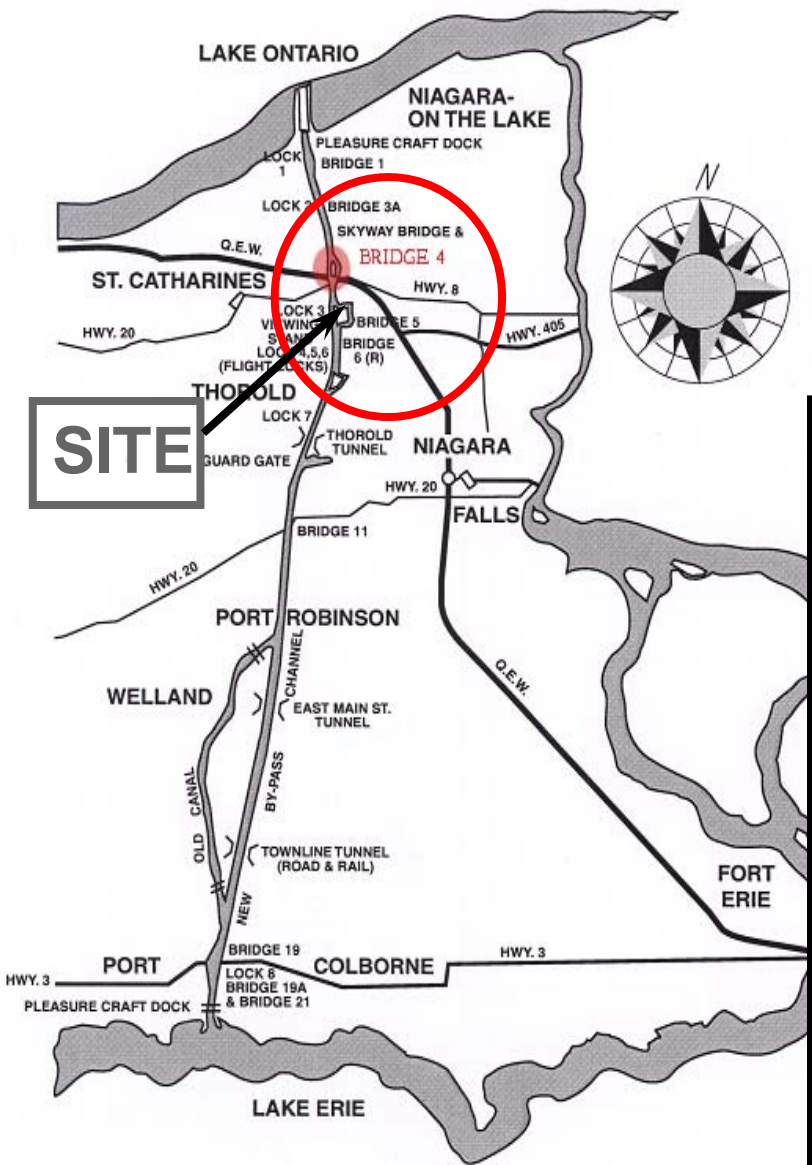 LAKE ONTARIO
NIAGARA-
ON THE LAKE
PLEASURE CRAFT DOCK
LOCK
1
BRIDGE 1
LOCK 2
BRIDGE 3A
SKYWAY BRIDGE &
BRIDGE 4
N
Q.E.W.
ST. CATHARINES
HWY. 8
HWY. 20
LOCK 3
VIEWING
STAND
BRIDGE 5
HWY. 405
BRIDGE
6 (R)
LOCK 4,5,6
(FLIGHT LOCKS)
THOROLD
LOCK 7
SITE
THOROLD
TUNNEL
GUARD GATE
NIAGARA
HWY. 20
FALLS
BRIDGE 11
HWY. 20
PORT ROBINSON
WELLAND
CHANNEL
EAST MAIN ST.
TUNNEL
Q.E.W.
BY-PASS
OLD CANAL
TOWNLINE TUNNEL
(ROAD & RAIL)
NEW
FORT
ERIE
BRIDGE 19
PORT
COLBORNE
HWY. 3
HWY. 3
LOCK 8
BRIDGE 19A
& BRIDGE 21
PLEASURE CRAFT DOCK
LAKE ERIE